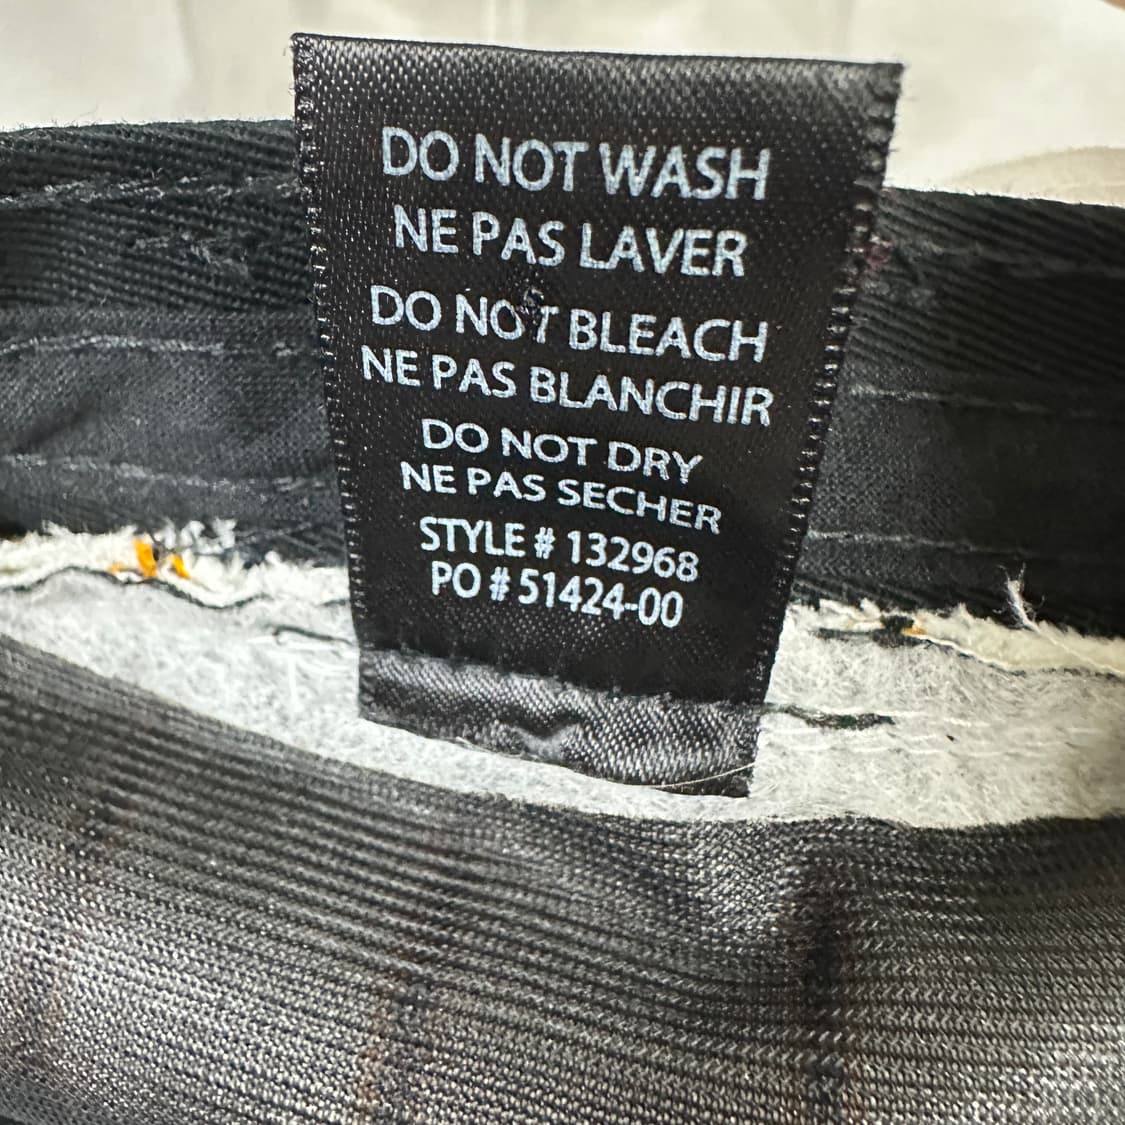 DO NOT WASH
NE PAS LAVER
DO NOT BLEACH
NE PAS BLANCHIR
DO NOT DRY
NE PAS SECHER
STYLE # 132968
PO # 51424-00